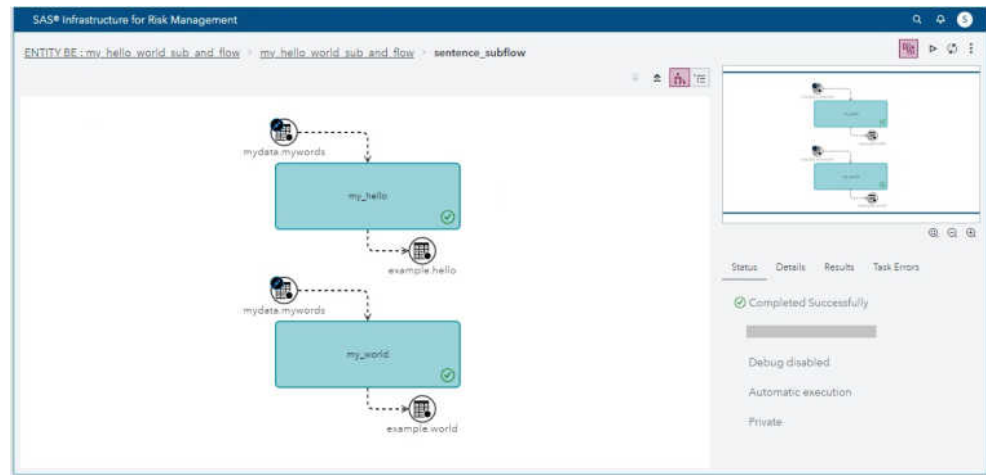 SAS® Infrastructure for Risk Management
S
ENTITY BE : my_hello_world_sub_and_flow > my_hello_world_sub_and_flow > sentence_subflow
mydata.mywords
my_hello
example.hello
mydata.mywords
my_world
example.world
Status Details Results Task Errors
Completed Successfully
Debug disabled
Automatic execution
Private